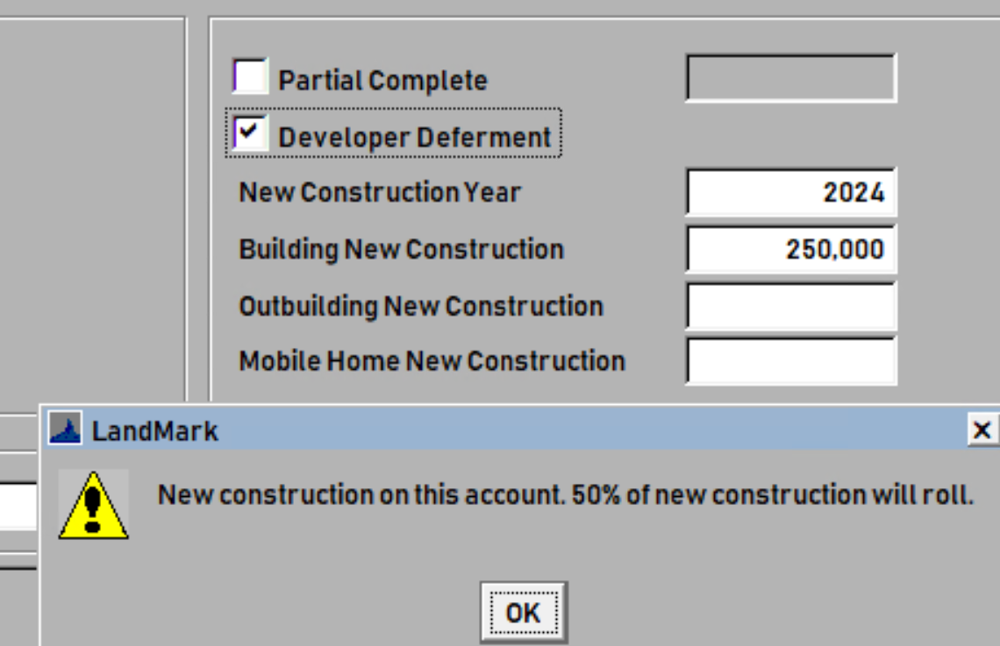 Partial Complete
Developer Deferment
New Construction Year 2024
Building New Construction 250,000
Outbuilding New Construction
Mobile Home New Construction
LandMark
New construction on this account. 50% of new construction will roll.
OK